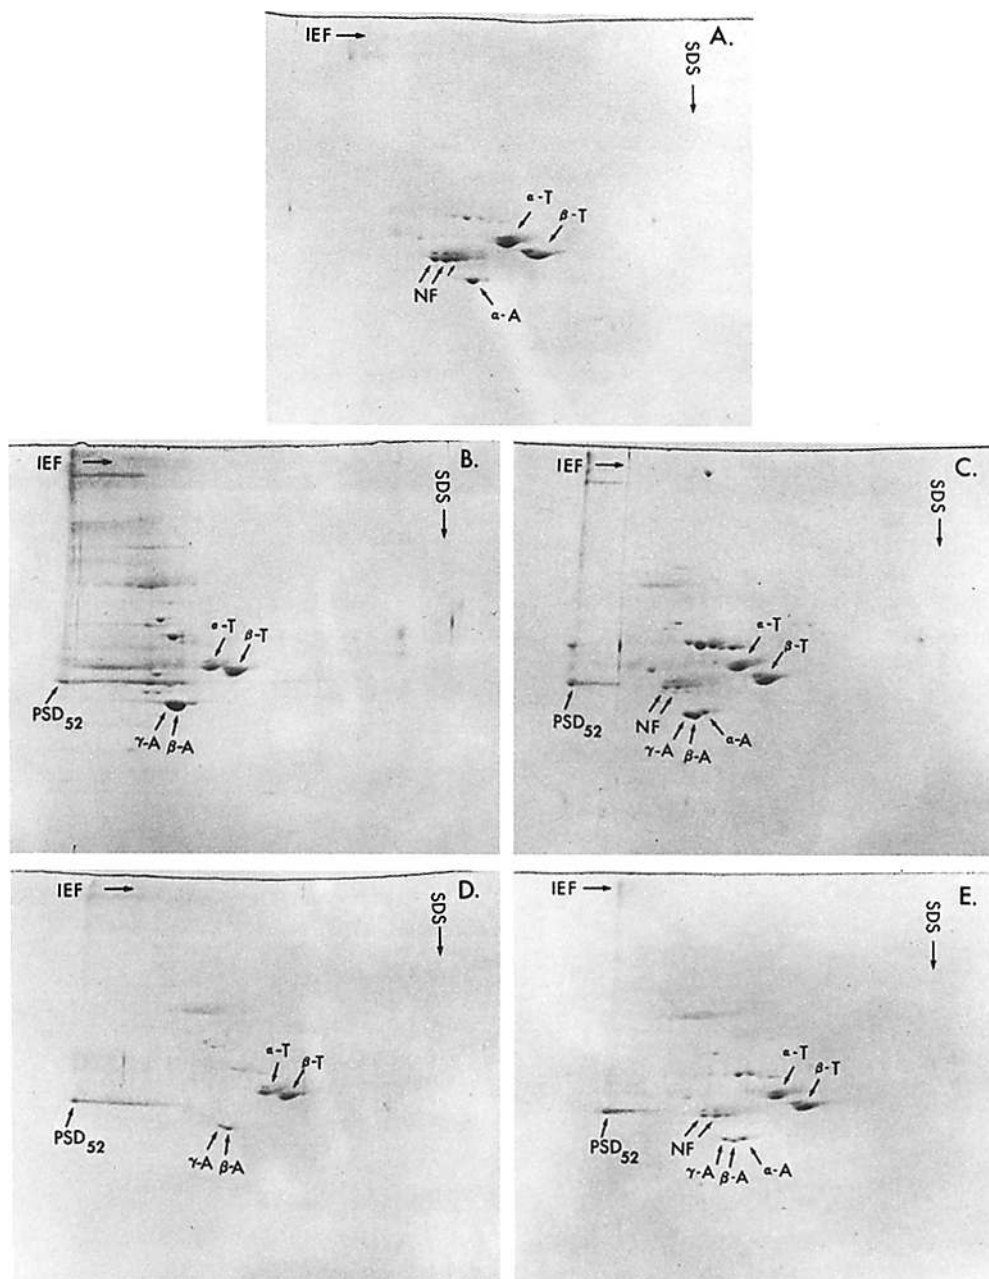 IEF →
A.
SDS →
α-T
β-T
NF
α-A
IEF →
B.
SDS →
α-T
β-T
PSD52
γ-A
β-A
IEF →
C.
SDS →
α-T
β-T
PSD52
NF
γ-A
β-A
α-A
IEF →
D.
SDS →
α-T
β-T
PSD52
γ-A
β-A
IEF →
E.
SDS →
α-T
β-T
PSD52
NF
γ-A
β-A
α-A